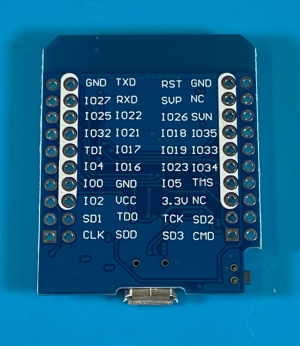 GND TXD RST GND
IO27 RXD SVP NC
IO25 IO22 IO26 SVN
IO32 IO21 IO18 IO35
TDI IO17 IO19 IO33
IO4 IO16 IO23 IO34
IO0 GND IO5 TMS
IO2 VCC 3.3V NC
SD1 TDO TCK SD2
CLK SDD SD3 CMD